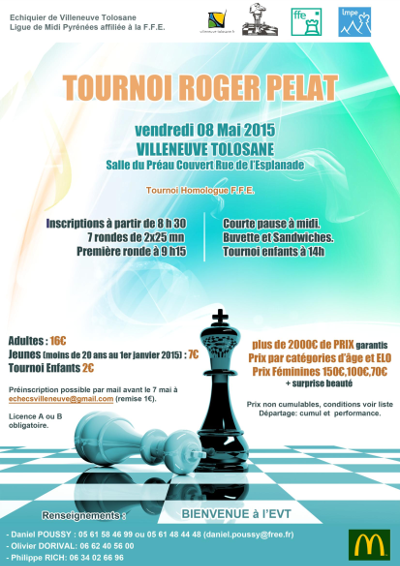 Echiquier de Villeneuve Tolosane
Ligue de Midi Pyrénées affiliée à la F.F.E.
ffe
lmpe
TOURNOI ROGER PELAT
vendredi 08 Mai 2015
VILLENEUVE TOLOSANE
Salle du Préau Couvert Rue de l'Esplanade
Tournoi Homologue F.F.E.
Inscriptions à partir de 8 h 30
7 rondes de 2x25 mn
Première ronde à 9 h15
Courte pause à midi.
Buvette et Sandwiches.
Tournoi enfants à 14h
Adultes : 16€
Jeunes (moins de 20 ans au 1er janvier 2015) : 7€
Tournoi Enfants 2€
Préinscription possible par mail avant le 7 mai à
echecsvilleneuve@gmail.com (remise 1€).
Licence A ou B
obligatoire.
plus de 2000€ de PRIX garantis
Prix par catégories d'âge et ELO
Prix Féminines 150€,100€,70€
+ surprise beauté
Prix non cumulables, conditions voir liste
Départage: cumul et performance.
Renseignements :
BIENVENUE à l'EVT
- Daniel POUSSY : 05 61 58 46 99 ou 05 61 48 44 48 (daniel.poussy@free.fr)
- Olivier DORIVAL: 06 62 40 56 00
- Philippe RICH: 06 34 02 66 96